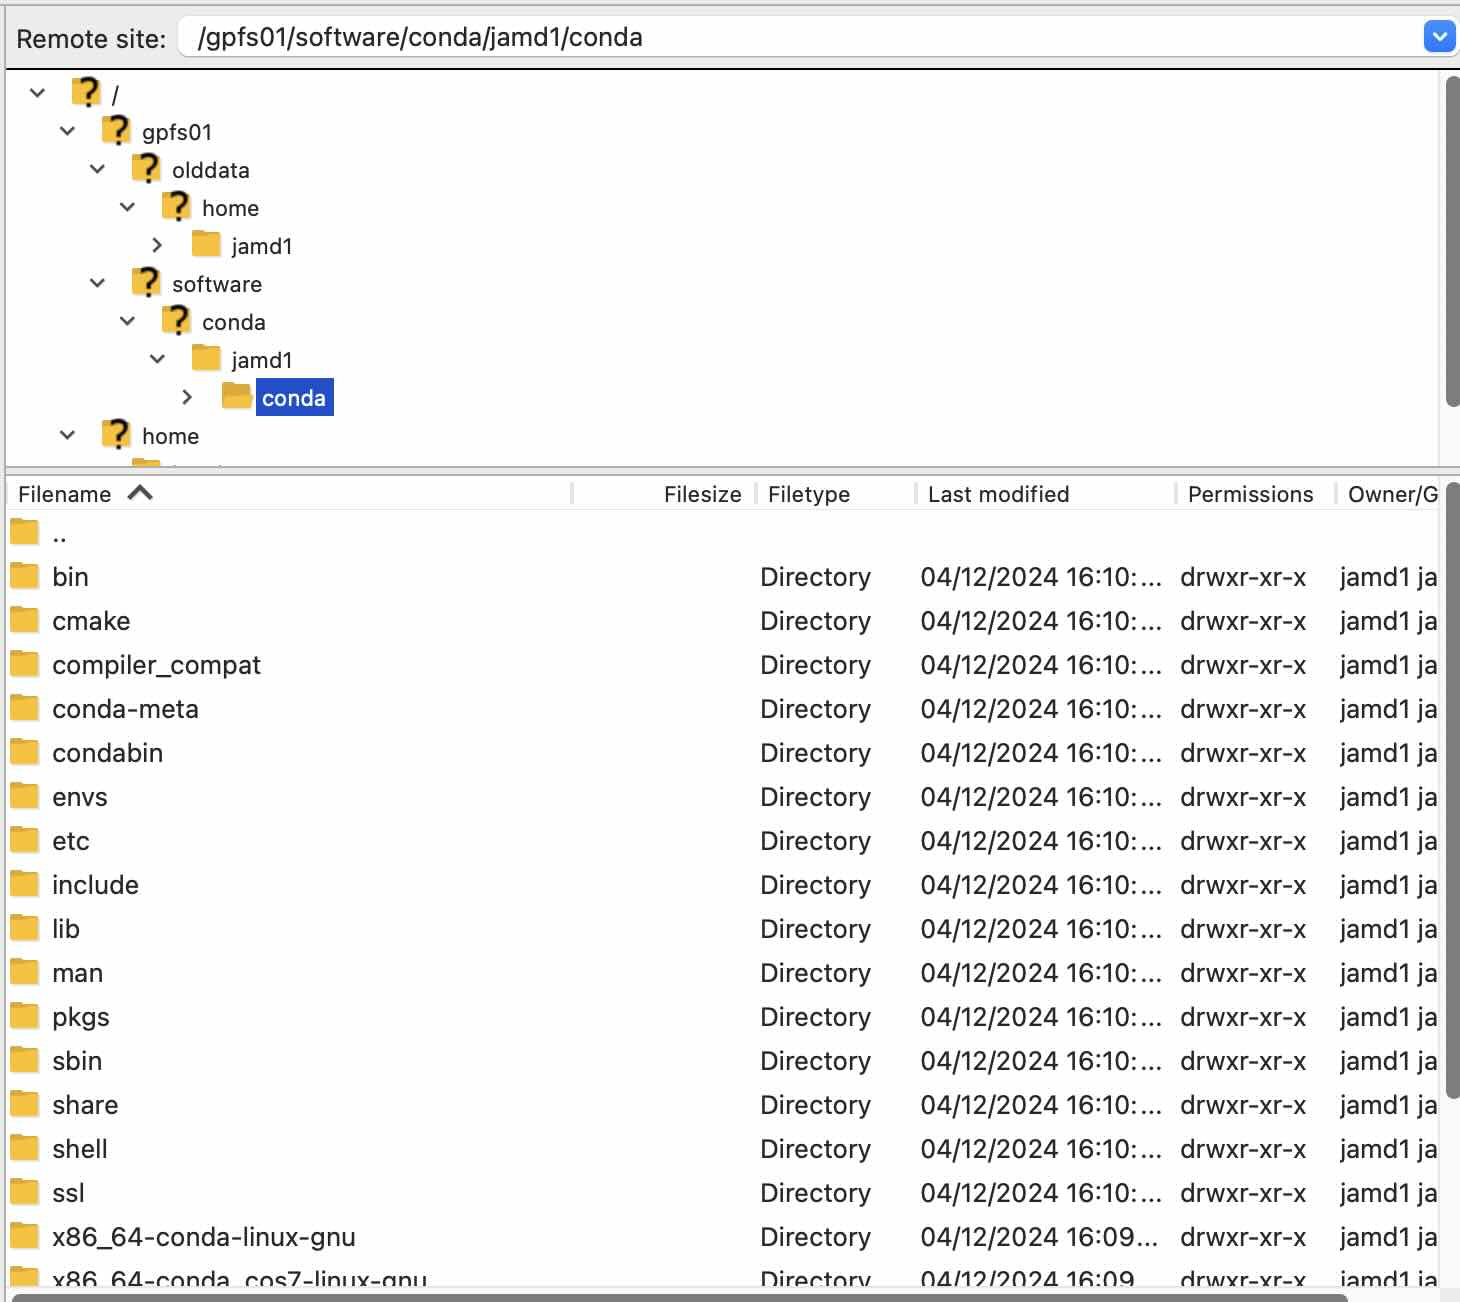 Remote site: /gpfs01/software/conda/jamd1/conda
/
gpfs01
olddata
home
jamd1
software
conda
jamd1
conda
home
Filename Filesize Filetype Last modified Permissions Owner/G
..
bin Directory 04/12/2024 16:10:... drwxr-xr-x jamd1 ja
cmake Directory 04/12/2024 16:10:... drwxr-xr-x jamd1 ja
compiler_compat Directory 04/12/2024 16:10:... drwxr-xr-x jamd1 ja
conda-meta Directory 04/12/2024 16:10:... drwxr-xr-x jamd1 ja
condabin Directory 04/12/2024 16:10:... drwxr-xr-x jamd1 ja
envs Directory 04/12/2024 16:10:... drwxr-xr-x jamd1 ja
etc Directory 04/12/2024 16:10:... drwxr-xr-x jamd1 ja
include Directory 04/12/2024 16:10:... drwxr-xr-x jamd1 ja
lib Directory 04/12/2024 16:10:... drwxr-xr-x jamd1 ja
man Directory 04/12/2024 16:10:... drwxr-xr-x jamd1 ja
pkgs Directory 04/12/2024 16:10:... drwxr-xr-x jamd1 ja
sbin Directory 04/12/2024 16:10:... drwxr-xr-x jamd1 ja
share Directory 04/12/2024 16:10:... drwxr-xr-x jamd1 ja
shell Directory 04/12/2024 16:10:... drwxr-xr-x jamd1 ja
ssl Directory 04/12/2024 16:10:... drwxr-xr-x jamd1 ja
x86_64-conda-linux-gnu Directory 04/12/2024 16:09... drwxr-xr-x jamd1 ja
x86_64-conda_cos7-linux-gnu Directory 04/12/2024 16:09 drwxr-xr-x jamd1 ja